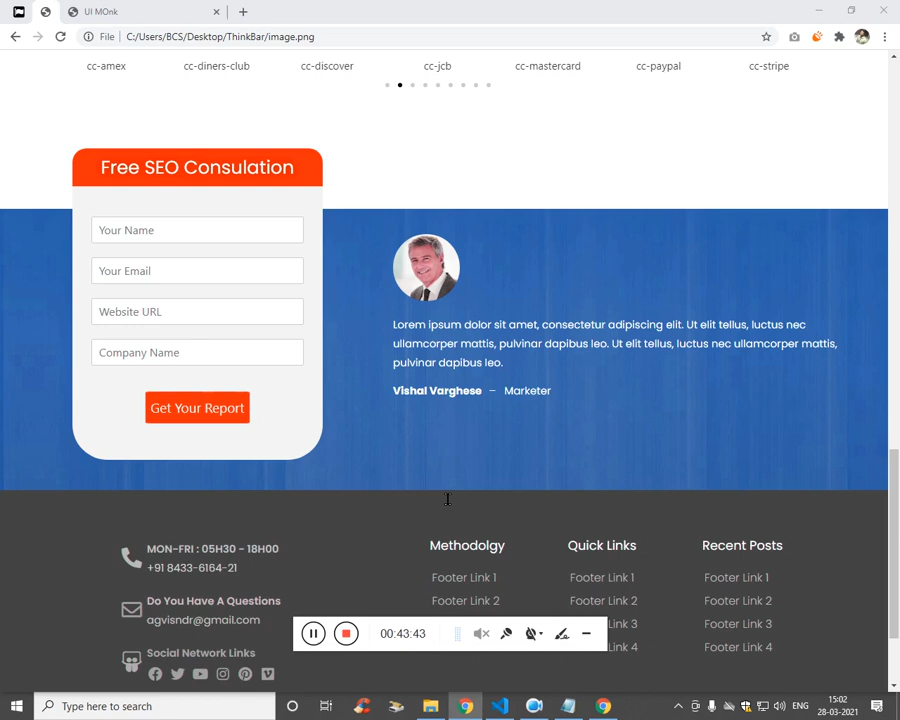 UI MOnk
File
C:/Users/BCS/Desktop/ThinkBar/image.png
cc-amex cc-diners-club cc-discover cc-jcb cc-mastercard cc-paypal cc-stripe
Free SEO Consulation
Your Name
Your Email
Website URL
Company Name
Get Your Report
Lorem ipsum dolor sit amet, consectetur adipiscing elit. Ut elit tellus, luctus nec
ullamcorper mattis, pulvinar dapibus leo. Ut elit tellus, luctus nec ullamcorper mattis,
pulvinar dapibus leo.
Vishal Varghese – Marketer
MON-FRI : 05H30 - 18H00
+91 8433-6164-21
Do You Have A Questions
agvisndr@gmail.com
Social Network Links
Methodolgy
Footer Link 1
Footer Link 2
Quick Links
Footer Link 1
Footer Link 2
Link 3
Link 4
Recent Posts
Footer Link 1
Footer Link 2
Footer Link 3
Footer Link 4
00:43:43
Type here to search
ENG
15:02
28-03-2021